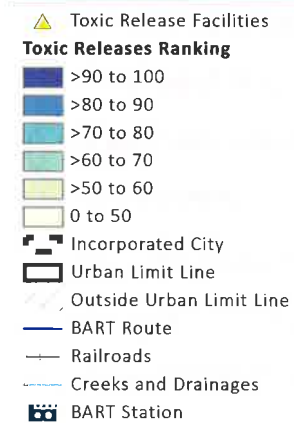 Toxic Release Facilities
Toxic Releases Ranking
>90 to 100
>80 to 90
>70 to 80
>60 to 70
>50 to 60
0 to 50
Incorporated City
Urban Limit Line
Outside Urban Limit Line
BART Route
Railroads
Creeks and Drainages
BART Station